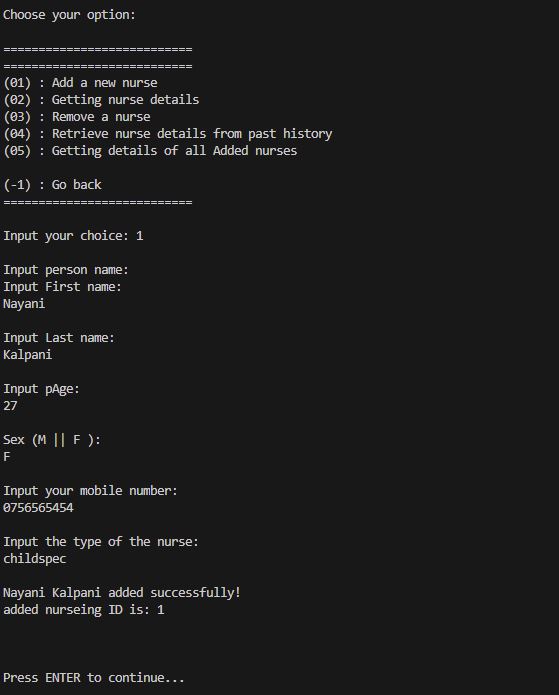 Choose your option:
===========================
===========================
(01) : Add a new nurse
(02) : Getting nurse details
(03) : Remove a nurse
(04) : Retrieve nurse details from past history
(05) : Getting details of all Added nurses
(-1) : Go back
===========================
Input your choice: 1
Input person name:
Input First name:
Nayani
Input Last name:
Kalpani
Input pAge:
27
Sex (M || F ):
F
Input your mobile number:
0756565454
Input the type of the nurse:
childspec
Nayani Kalpani added successfully!
added nurseing ID is: 1
Press ENTER to continue...